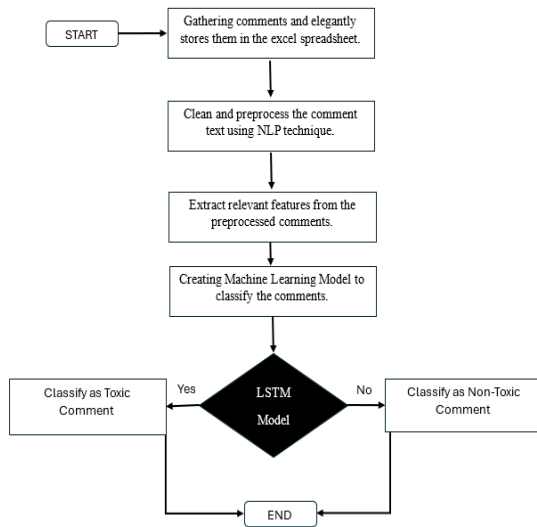 START
Gathering comments and elegantly
stores them in the excel spreadsheet.
Clean and preprocess the comment
text using NLP technique.
Extract relevant features from the
preprocessed comments.
Creating Machine Learning Model to
classify the comments.
Classify as Toxic
Comment
Yes
LSTM
Model
No
Classify as Non-Toxic
Comment
END